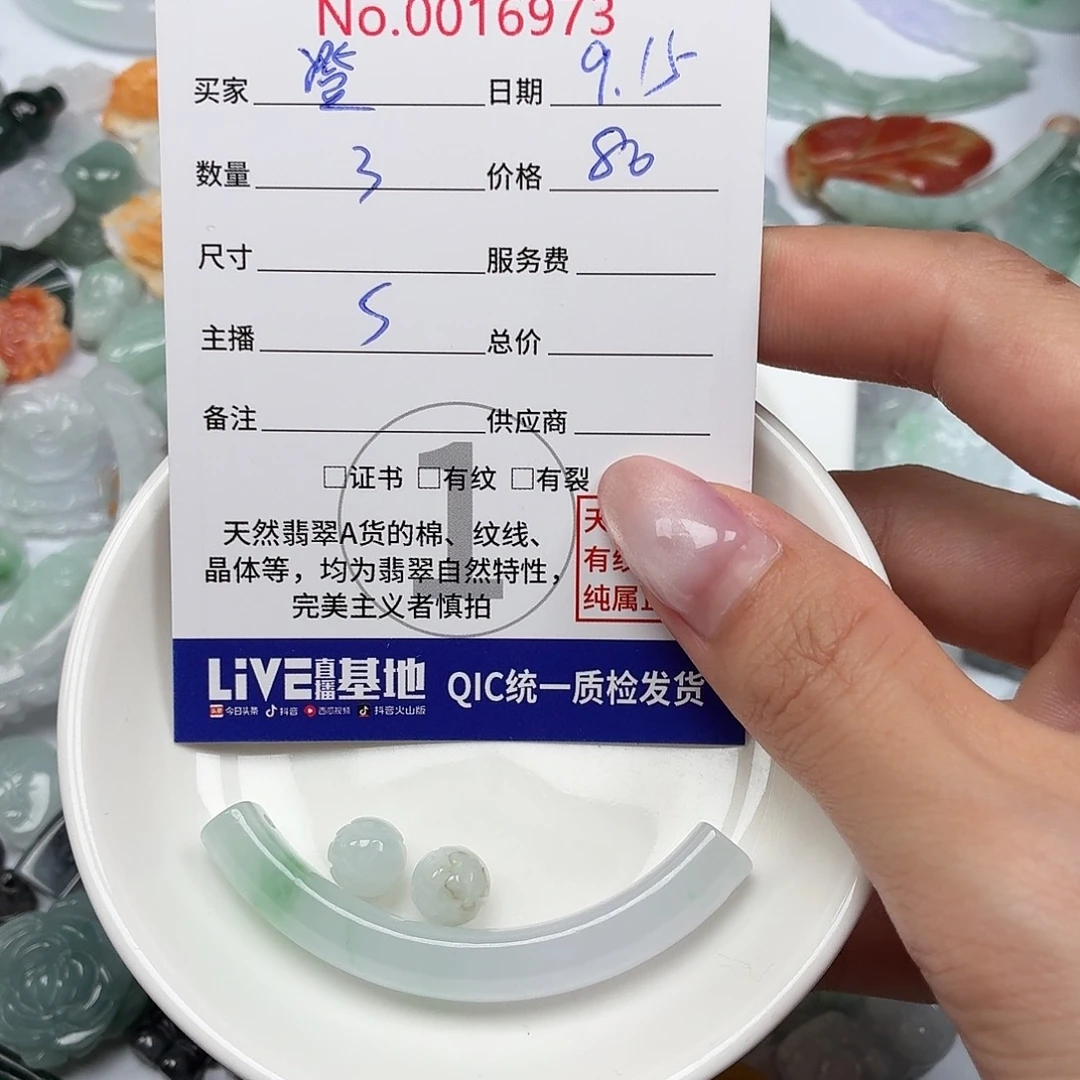 No.0016973
买家 澄 日期 9.15
数量 3 价格
尺寸 服务费
主播 S 总价
备注 供应商
1
□证书 □有纹 □有裂
天然翡翠A货的棉、纹线、
晶体等，均为翡翠自然特性，
完美主义者慎拍
天
有纹
纯属正
LiVE直播基地 QIC统一质检发货
今日头条 抖音 西瓜视频 抖音火山版